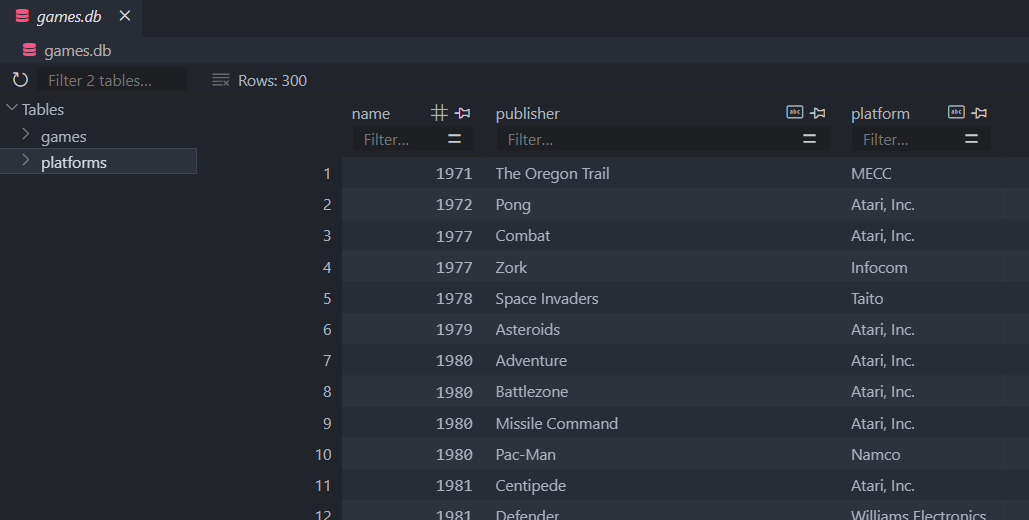 games.db
games.db
Filter 2 tables... Rows: 300
Tables
games
platforms
name publisher abc platform abc
Filter... = Filter... = Filter... =
1 1971 The Oregon Trail MECC
2 1972 Pong Atari, Inc.
3 1977 Combat Atari, Inc.
4 1977 Zork Infocom
5 1978 Space Invaders Taito
6 1979 Asteroids Atari, Inc.
7 1980 Adventure Atari, Inc.
8 1980 Battlezone Atari, Inc.
9 1980 Missile Command Atari, Inc.
10 1980 Pac-Man Namco
11 1981 Centipede Atari, Inc.
12 1981 Defender Williams Electronics